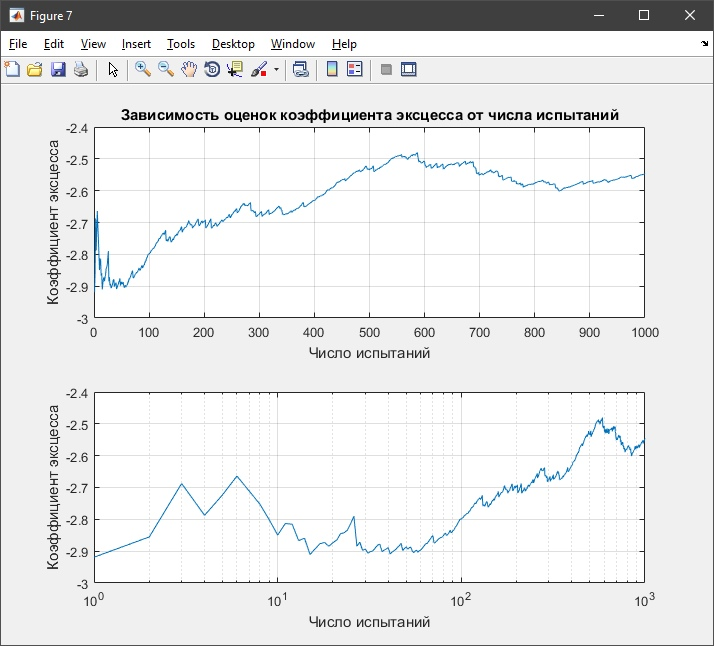 Figure 7
File Edit View Insert Tools Desktop Window Help
Зависимость оценок коэффициента эксцесса от числа испытаний
Коэффициент эксцесса
-2.4
-2.5
-2.6
-2.7
-2.8
-2.9
-3
0 100 200 300 400 500 600 700 800 900 1000
Число испытаний
Коэффициент эксцесса
-2.4
-2.5
-2.6
-2.7
-2.8
-2.9
-3
10^0 10^1 10^2 10^3
Число испытаний